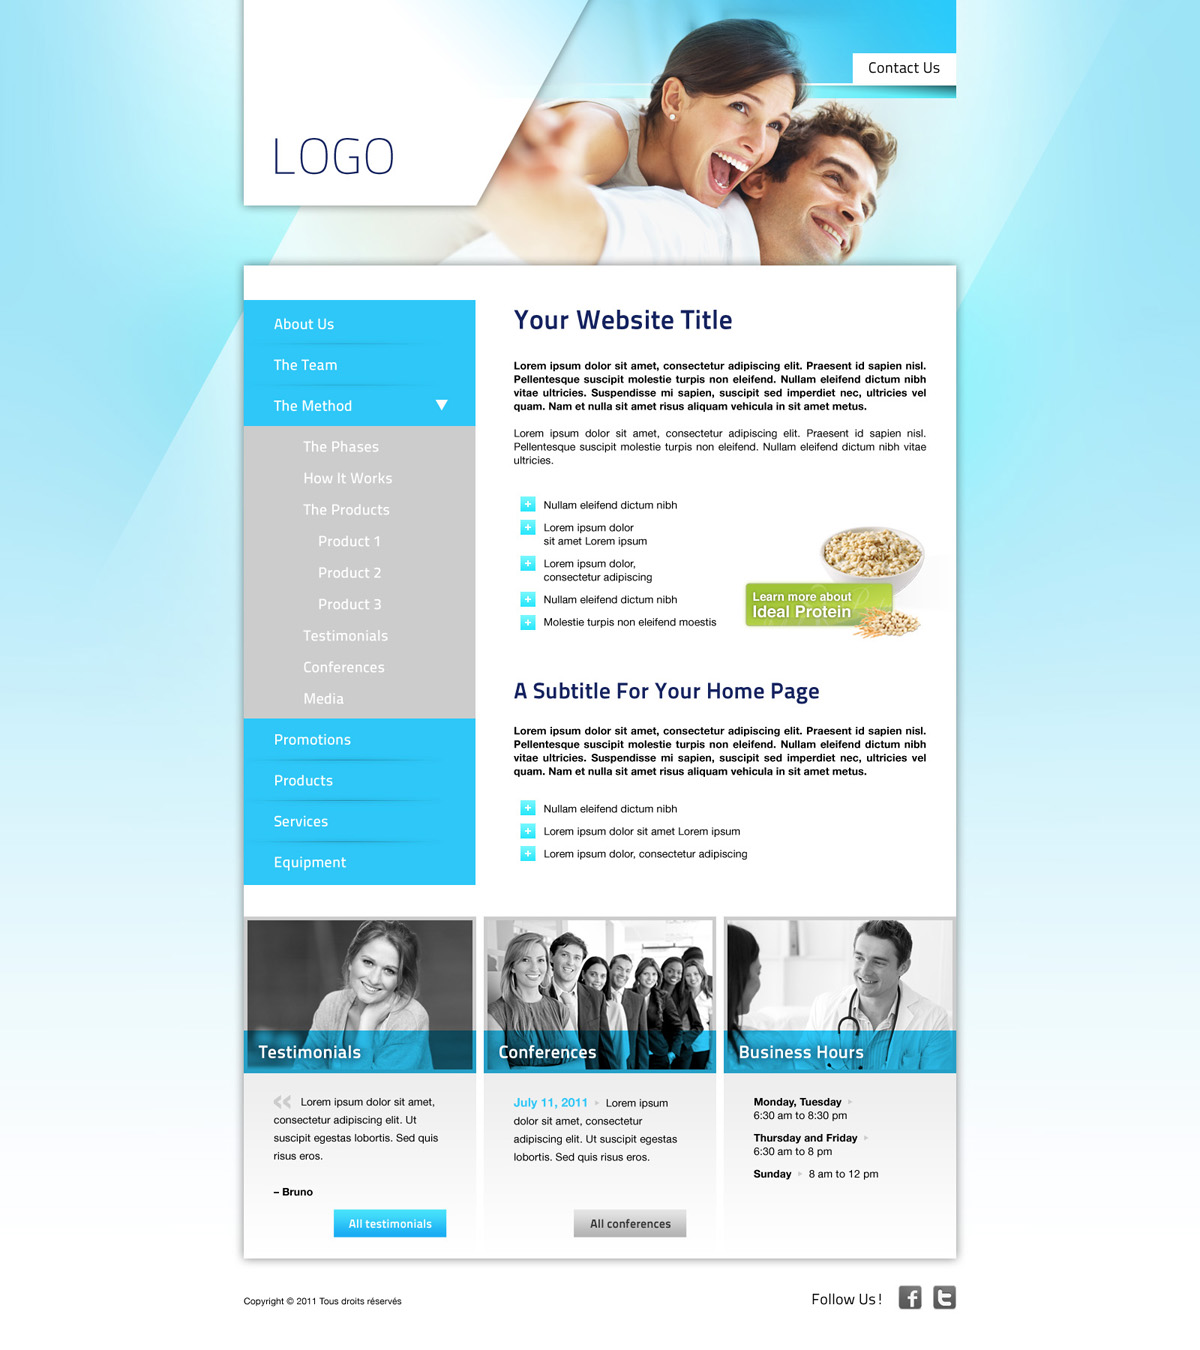 Contact Us
LOGO
About Us
The Team
The Method
The Phases
How It Works
The Products
Product 1
Product 2
Product 3
Testimonials
Conferences
Media
Promotions
Products
Services
Equipment
Your Website Title
Lorem ipsum dolor sit amet, consectetur adipiscing elit. Praesent id sapien nisl.
Pellentesque suscipit molestie turpis non eleifend. Nullam eleifend dictum nibh
vitae ultricies. Suspendisse mi sapien, suscipit sed imperdiet nec, ultricies vel
quam. Nam et nulla sit amet risus aliquam vehicula in sit amet metus.
Lorem ipsum dolor sit amet, consectetur adipiscing elit. Praesent id sapien nisl.
Pellentesque suscipit molestie turpis non eleifend. Nullam eleifend dictum nibh vitae
ultricies.
Nullam eleifend dictum nibh
Lorem ipsum dolor
sit amet Lorem ipsum
Lorem ipsum dolor,
consectetur adipiscing
Nullam eleifend dictum nibh
Molestie turpis non eleifend moestis
Learn more about
Ideal Protein
A Subtitle For Your Home Page
Lorem ipsum dolor sit amet, consectetur adipiscing elit. Praesent id sapien nisl.
Pellentesque suscipit molestie turpis non eleifend. Nullam eleifend dictum nibh
vitae ultricies. Suspendisse mi sapien, suscipit sed imperdiet nec, ultricies vel
quam. Nam et nulla sit amet risus aliquam vehicula in sit amet metus.
Nullam eleifend dictum nibh
Lorem ipsum dolor sit amet Lorem ipsum
Lorem ipsum dolor, consectetur adipiscing
Testimonials
« Lorem ipsum dolor sit amet,
consectetur adipiscing elit. Ut
suscipit egestas lobortis. Sed quis
risus eros.
– Bruno
All testimonials
Conferences
July 11, 2011 Lorem ipsum
dolor sit amet, consectetur
adipiscing elit. Ut suscipit egestas
lobortis. Sed quis risus eros.
All conferences
Business Hours
Monday, Tuesday
6:30 am to 8:30 pm
Thursday and Friday
6:30 am to 8 pm
Sunday 8 am to 12 pm
Copyright © 2011 Tous droits réservés
Follow Us !